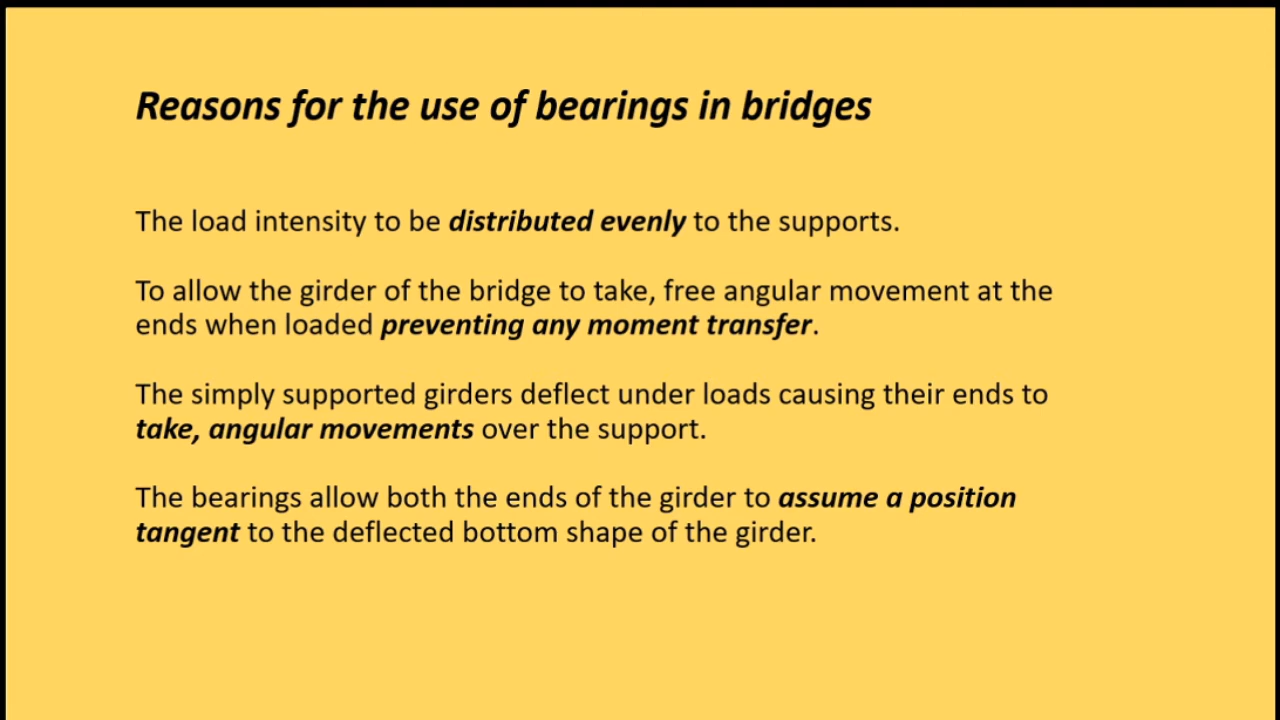 Reasons for the use of bearings in bridges
The load intensity to be distributed evenly to the supports.
To allow the girder of the bridge to take, free angular movement at the
ends when loaded preventing any moment transfer.
The simply supported girders deflect under loads causing their ends to
take, angular movements over the support.
The bearings allow both the ends of the girder to assume a position
tangent to the deflected bottom shape of the girder.